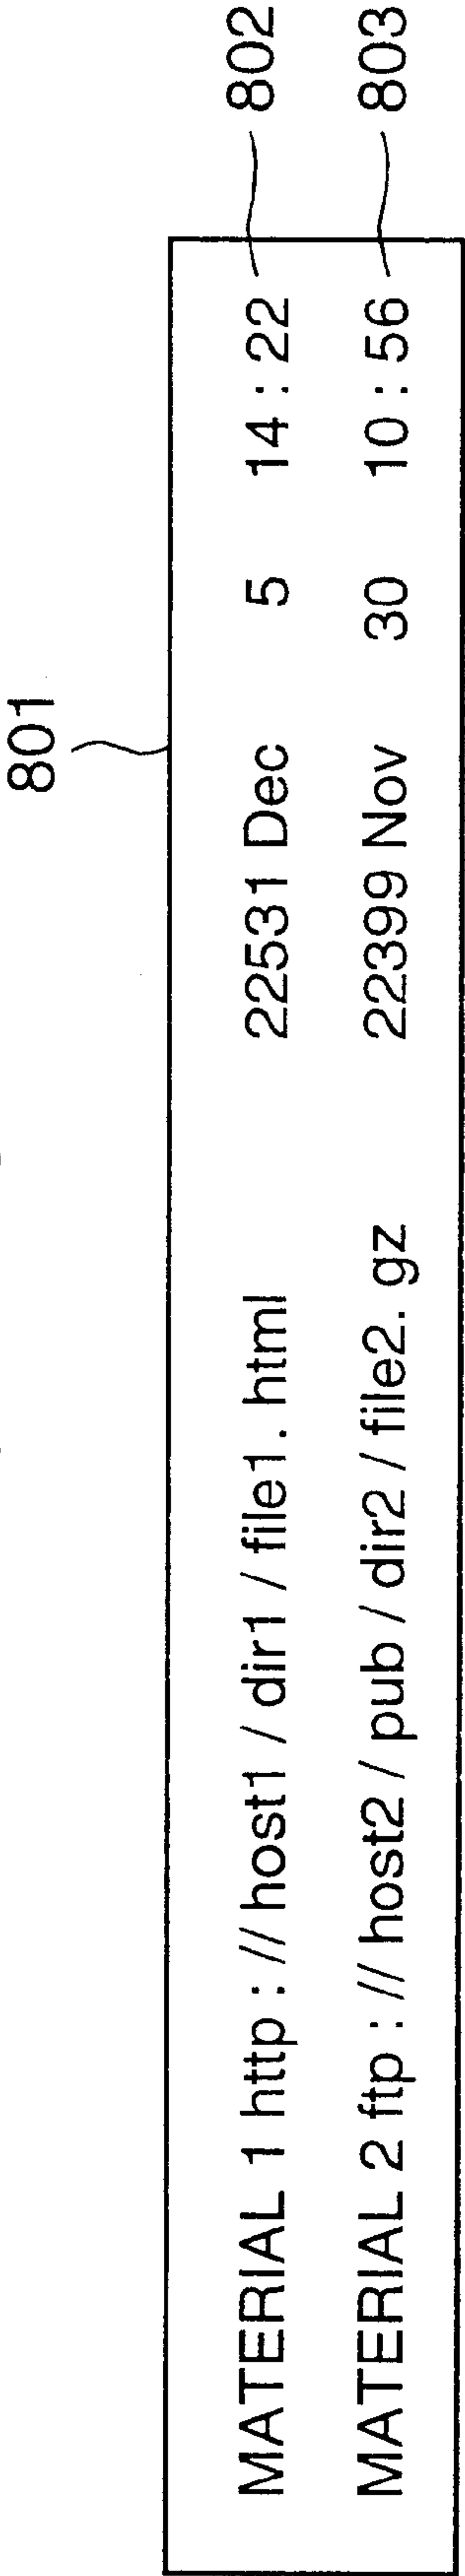 801
MATERIAL 1 http : // host1 / dir1 / file1. html 22531 Dec 5 14 : 22 802
MATERIAL 2 ftp : // host2 / pub / dir2 / file2. gz 22399 Nov 30 10 : 56 803